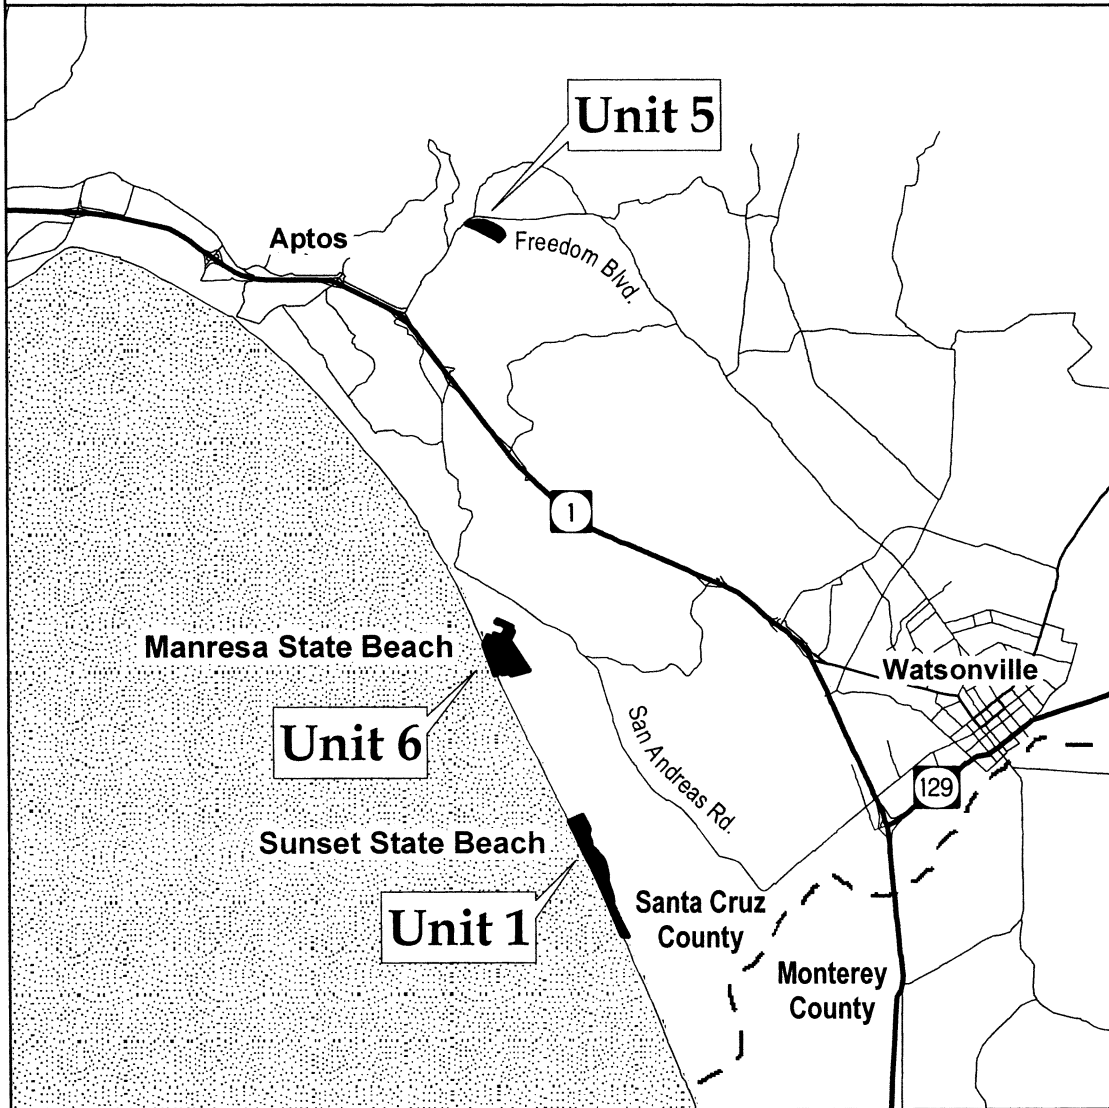 Unit 5
Aptos
Freedom Blvd.
1
Manresa State Beach
Watsonville
Unit 6
San Andreas Rd.
129
Sunset State Beach
Unit 1
Santa Cruz
County
Monterey
County